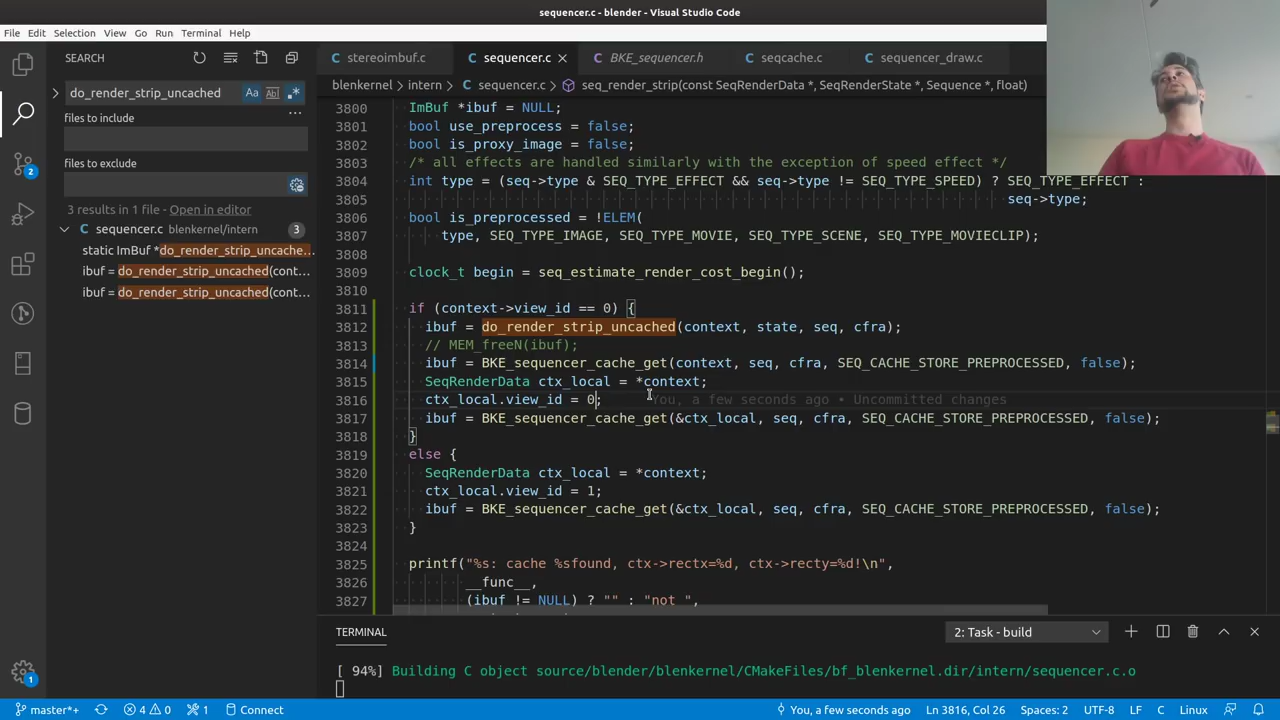 sequencer.c - blender - Visual Studio Code
File Edit Selection View Go Run Terminal Help
SEARCH
stereoimbuf.c
sequencer.c
BKE_sequencer.h
seqcache.c
sequencer_draw.c
blenkernel > intern > sequencer.c > seq_render_strip(const SeqRenderData *, SeqRenderState *, Sequence *, float)
do_render_strip_uncached
Aa Abl .*
files to include
files to exclude
3 results in 1 file - Open in editor
sequencer.c blenkernel/intern 3
static ImBuf *do_render_strip_uncache...
ibuf = do_render_strip_uncached(cont...
ibuf = do_render_strip_uncached(cont...
3800 ImBuf *ibuf = NULL;
3801 bool use_preprocess = false;
3802 bool is_proxy_image = false;
3803 /* all effects are handled similarly with the exception of speed effect */
3804 int type = (seq->type & SEQ_TYPE_EFFECT && seq->type != SEQ_TYPE_SPEED) ? SEQ_TYPE_EFFECT :
3805 seq->type;
3806 bool is_preprocessed = !ELEM(
3807 type, SEQ_TYPE_IMAGE, SEQ_TYPE_MOVIE, SEQ_TYPE_SCENE, SEQ_TYPE_MOVIECLIP);
3808
3809 clock_t begin = seq_estimate_render_cost_begin();
3810
3811 if (context->view_id == 0) {
3812 ibuf = do_render_strip_uncached(context, state, seq, cfra);
3813 // MEM_freeN(ibuf);
3814 ibuf = BKE_sequencer_cache_get(context, seq, cfra, SEQ_CACHE_STORE_PREPROCESSED, false);
3815 SeqRenderData ctx_local = *context;
3816 ctx_local.view_id = 0; You, a few seconds ago • Uncommitted changes
3817 ibuf = BKE_sequencer_cache_get(&ctx_local, seq, cfra, SEQ_CACHE_STORE_PREPROCESSED, false);
3818 }
3819 else {
3820 SeqRenderData ctx_local = *context;
3821 ctx_local.view_id = 1;
3822 ibuf = BKE_sequencer_cache_get(&ctx_local, seq, cfra, SEQ_CACHE_STORE_PREPROCESSED, false);
3823 }
3824
3825 printf("%s: cache %sfound, ctx->rectx=%d, ctx->recty=%d!\n",
3826 __func__,
3827 (ibuf != NULL) ? "" : "not ",
TERMINAL
2: Task - build
[ 94%] Building C object source/blender/blenkernel/CMakeFiles/bf_blenkernel.dir/intern/sequencer.c.o
2
1
master*+ 4 0 1 Connect You, a few seconds ago Ln 3816, Col 26 Spaces: 2 UTF-8 LF C Linux